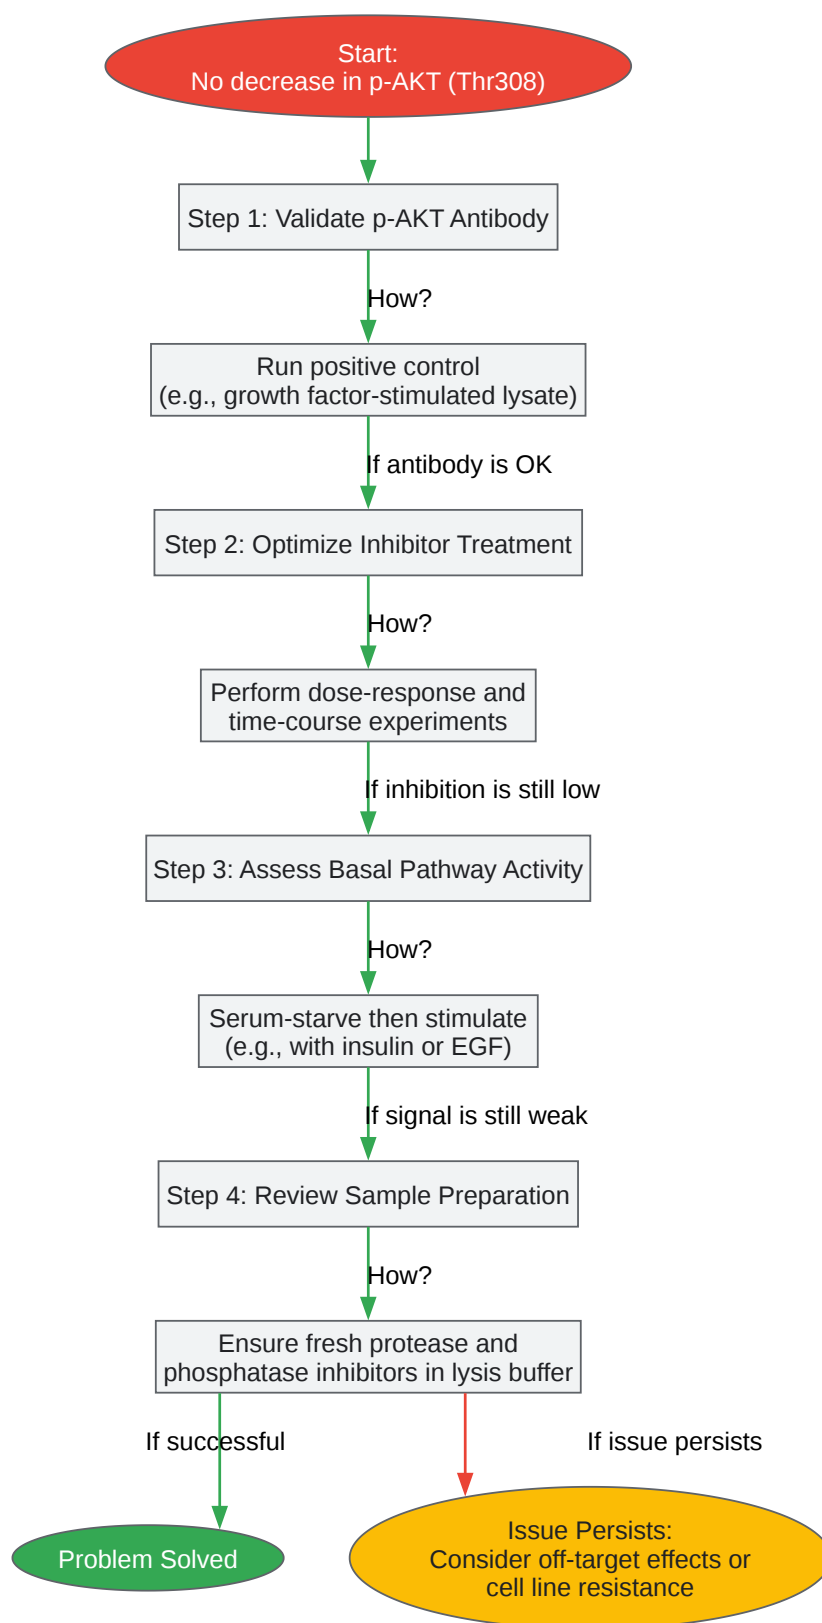 Start:
No decrease in p-AKT (Thr308)
Step 1: Validate p-AKT Antibody
How?
Run positive control
(e.g., growth factor-stimulated lysate)
If antibody is OK
Step 2: Optimize Inhibitor Treatment
How?
Perform dose-response and
time-course experiments
If inhibition is still low
Step 3: Assess Basal Pathway Activity
How?
Serum-starve then stimulate
(e.g., with insulin or EGF)
If signal is still weak
Step 4: Review Sample Preparation
How?
Ensure fresh protease and
phosphatase inhibitors in lysis buffer
If successful
If issue persists
Problem Solved
Issue Persists:
Consider off-target effects or
cell line resistance